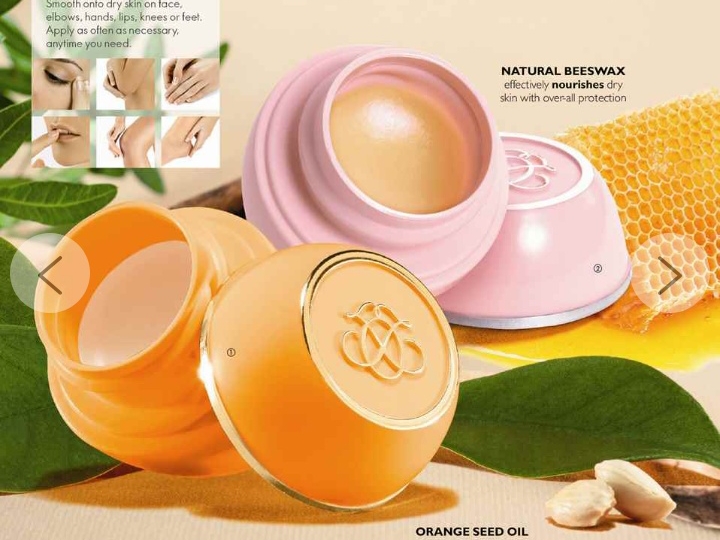 Smooth onto dry skin on face,
elbows, hands, lips, knees or feet.
Apply as often as necessary,
anytime you need.
NATURAL BEESWAX
effectively nourishes dry
skin with over-all protection
②
①
ORANGE SEED OIL